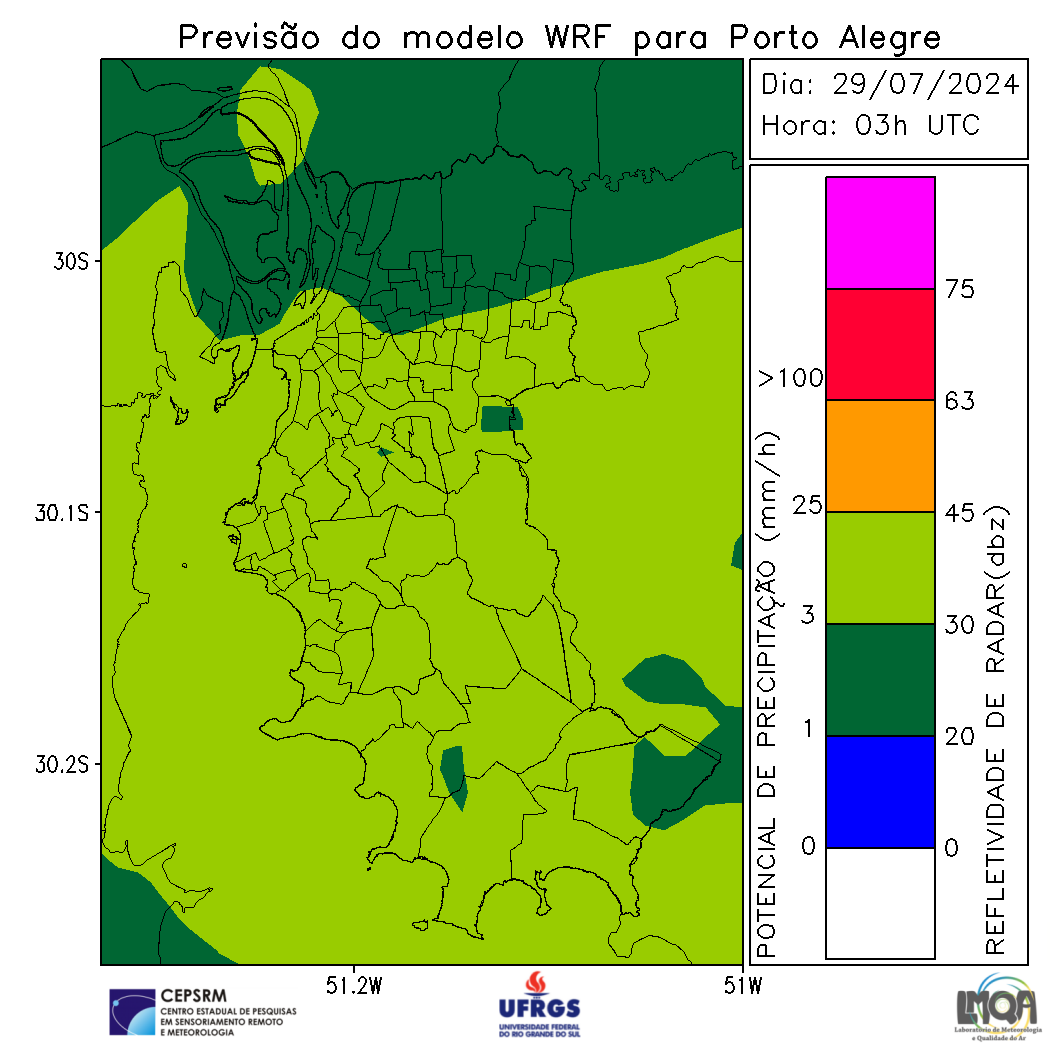 Previsão do modelo WRF para Porto Alegre
Dia: 29/07/2024
Hora: 03h UTC
30S
30.1S
30.2S
51.2W
51W
POTENCIAL DE PRECIPITAÇÃO (mm/h)
>100
25
3
1
0
75
63
45
30
20
0
REFLETIVIDADE DE RADAR(dbz)
CEPSRM
CENTRO ESTADUAL DE PESQUISAS
EM SENSORIAMENTO REMOTO
E METEOROLOGIA
UFRGS
UNIVERSIDADE FEDERAL
DO RIO GRANDE DO SUL
LMQA
Laboratório de Meteorologia
e Qualidade do Ar